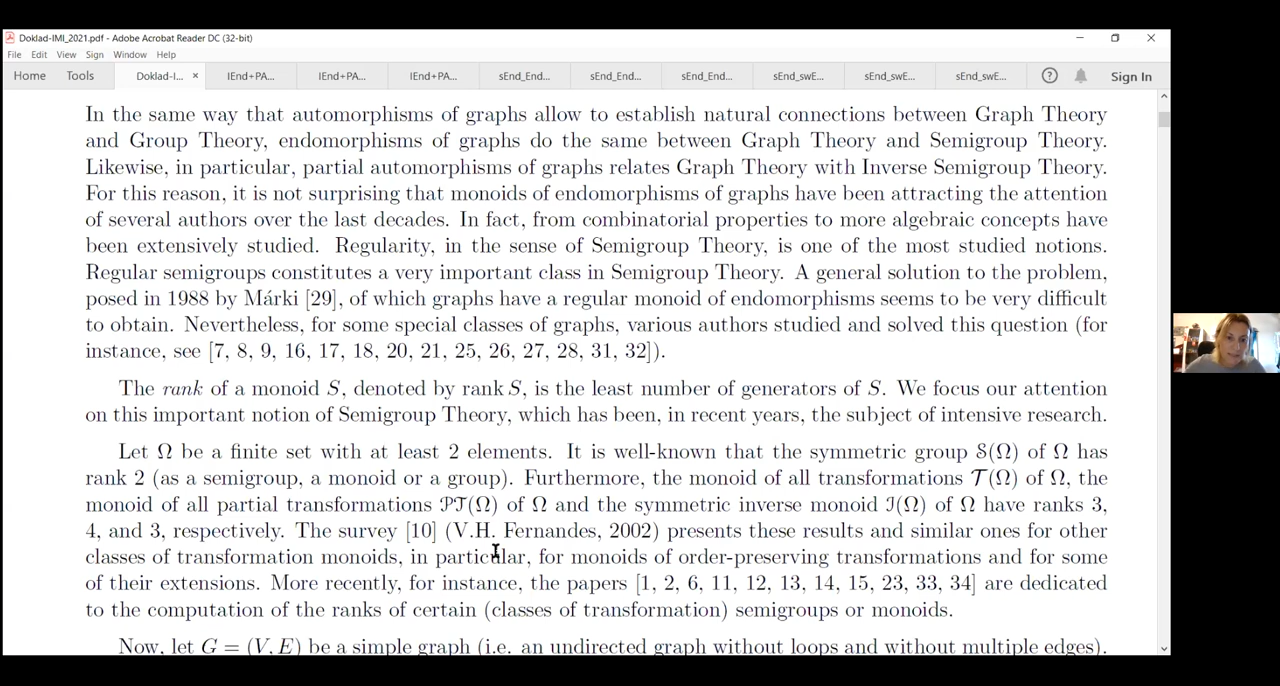 Doklad-IMI_2021.pdf - Adobe Acrobat Reader DC (32-bit)
File Edit View Sign Window Help
Home Tools Doklad-I... × IEnd+PA... IEnd+PA... IEnd+PA... sEnd_End... sEnd_End... sEnd_End... sEnd_swE... sEnd_swE... sEnd_swE... Sign In
In the same way that automorphisms of graphs allow to establish natural connections between Graph Theory
and Group Theory, endomorphisms of graphs do the same between Graph Theory and Semigroup Theory.
Likewise, in particular, partial automorphisms of graphs relates Graph Theory with Inverse Semigroup Theory.
For this reason, it is not surprising that monoids of endomorphisms of graphs have been attracting the attention
of several authors over the last decades. In fact, from combinatorial properties to more algebraic concepts have
been extensively studied. Regularity, in the sense of Semigroup Theory, is one of the most studied notions.
Regular semigroups constitutes a very important class in Semigroup Theory. A general solution to the problem,
posed in 1988 by Márki [29], of which graphs have a regular monoid of endomorphisms seems to be very difficult
to obtain. Nevertheless, for some special classes of graphs, various authors studied and solved this question (for
instance, see [7, 8, 9, 16, 17, 18, 20, 21, 25, 26, 27, 28, 31, 32]).
The rank of a monoid S, denoted by rank S, is the least number of generators of S. We focus our attention
on this important notion of Semigroup Theory, which has been, in recent years, the subject of intensive research.
Let Ω be a finite set with at least 2 elements. It is well-known that the symmetric group 𝒮(Ω) of Ω has
rank 2 (as a semigroup, a monoid or a group). Furthermore, the monoid of all transformations 𝒯(Ω) of Ω, the
monoid of all partial transformations 𝒫𝒯(Ω) of Ω and the symmetric inverse monoid ℐ(Ω) of Ω have ranks 3,
4, and 3, respectively. The survey [10] (V.H. Fernandes, 2002) presents these results and similar ones for other
classes of transformation monoids, in particular, for monoids of order-preserving transformations and for some
of their extensions. More recently, for instance, the papers [1, 2, 6, 11, 12, 13, 14, 15, 23, 33, 34] are dedicated
to the computation of the ranks of certain (classes of transformation) semigroups or monoids.
Now, let G = (V, E) be a simple graph (i.e. an undirected graph without loops and without multiple edges).